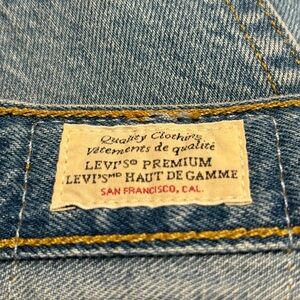 Quality Clothing
Vêtements de qualité
LEVI'S® PREMIUM
LEVI'Sᴹᴰ HAUT DE GAMME
SAN FRANCISCO, CAL.